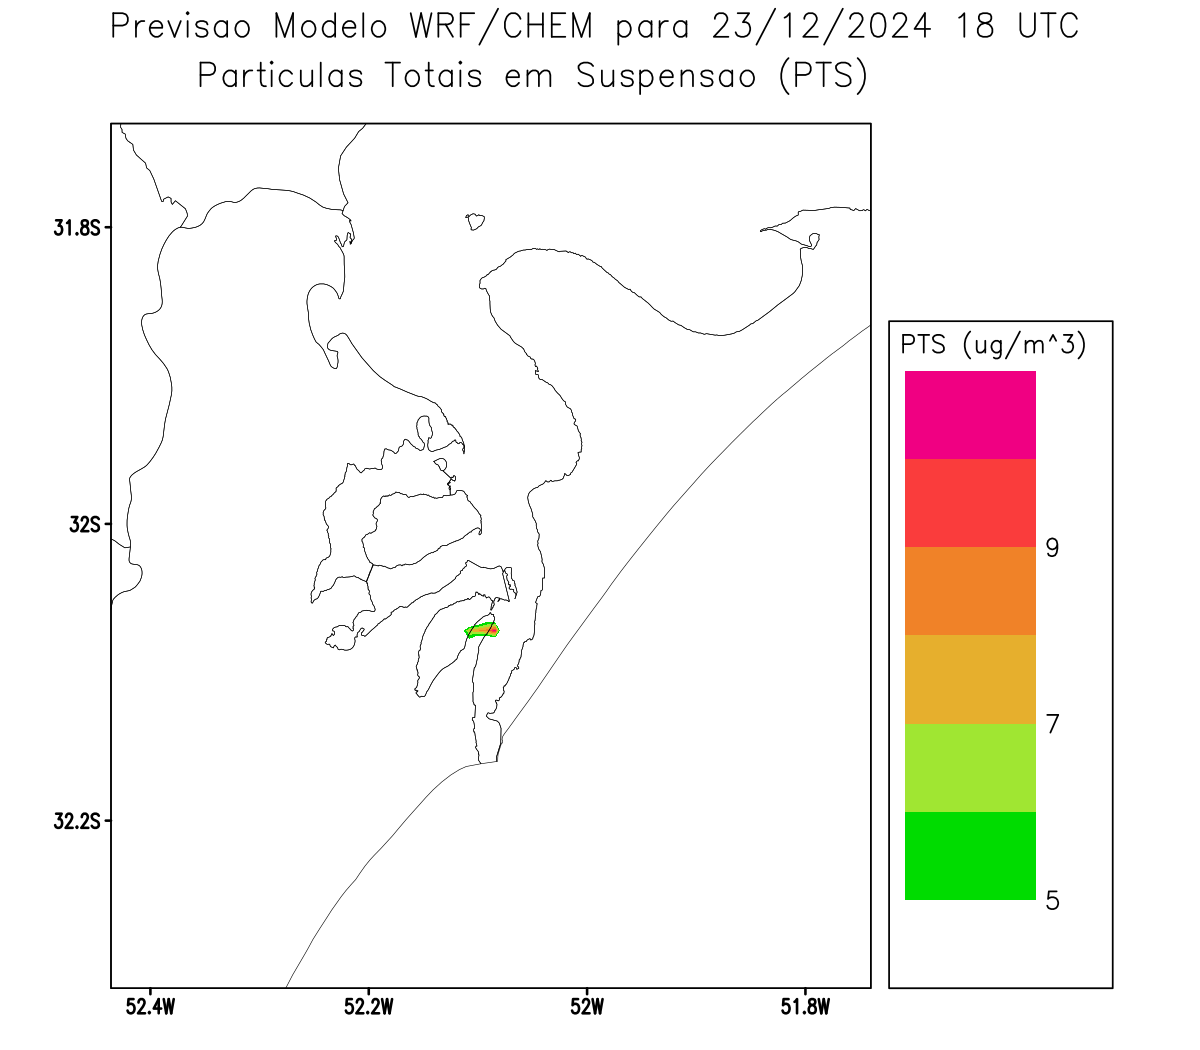 Previsao Modelo WRF/CHEM para 23/12/2024 18 UTC
Particulas Totais em Suspensao (PTS)
31.8S
32S
32.2S
52.4W
52.2W
52W
51.8W
PTS (ug/m^3)
9
7
5